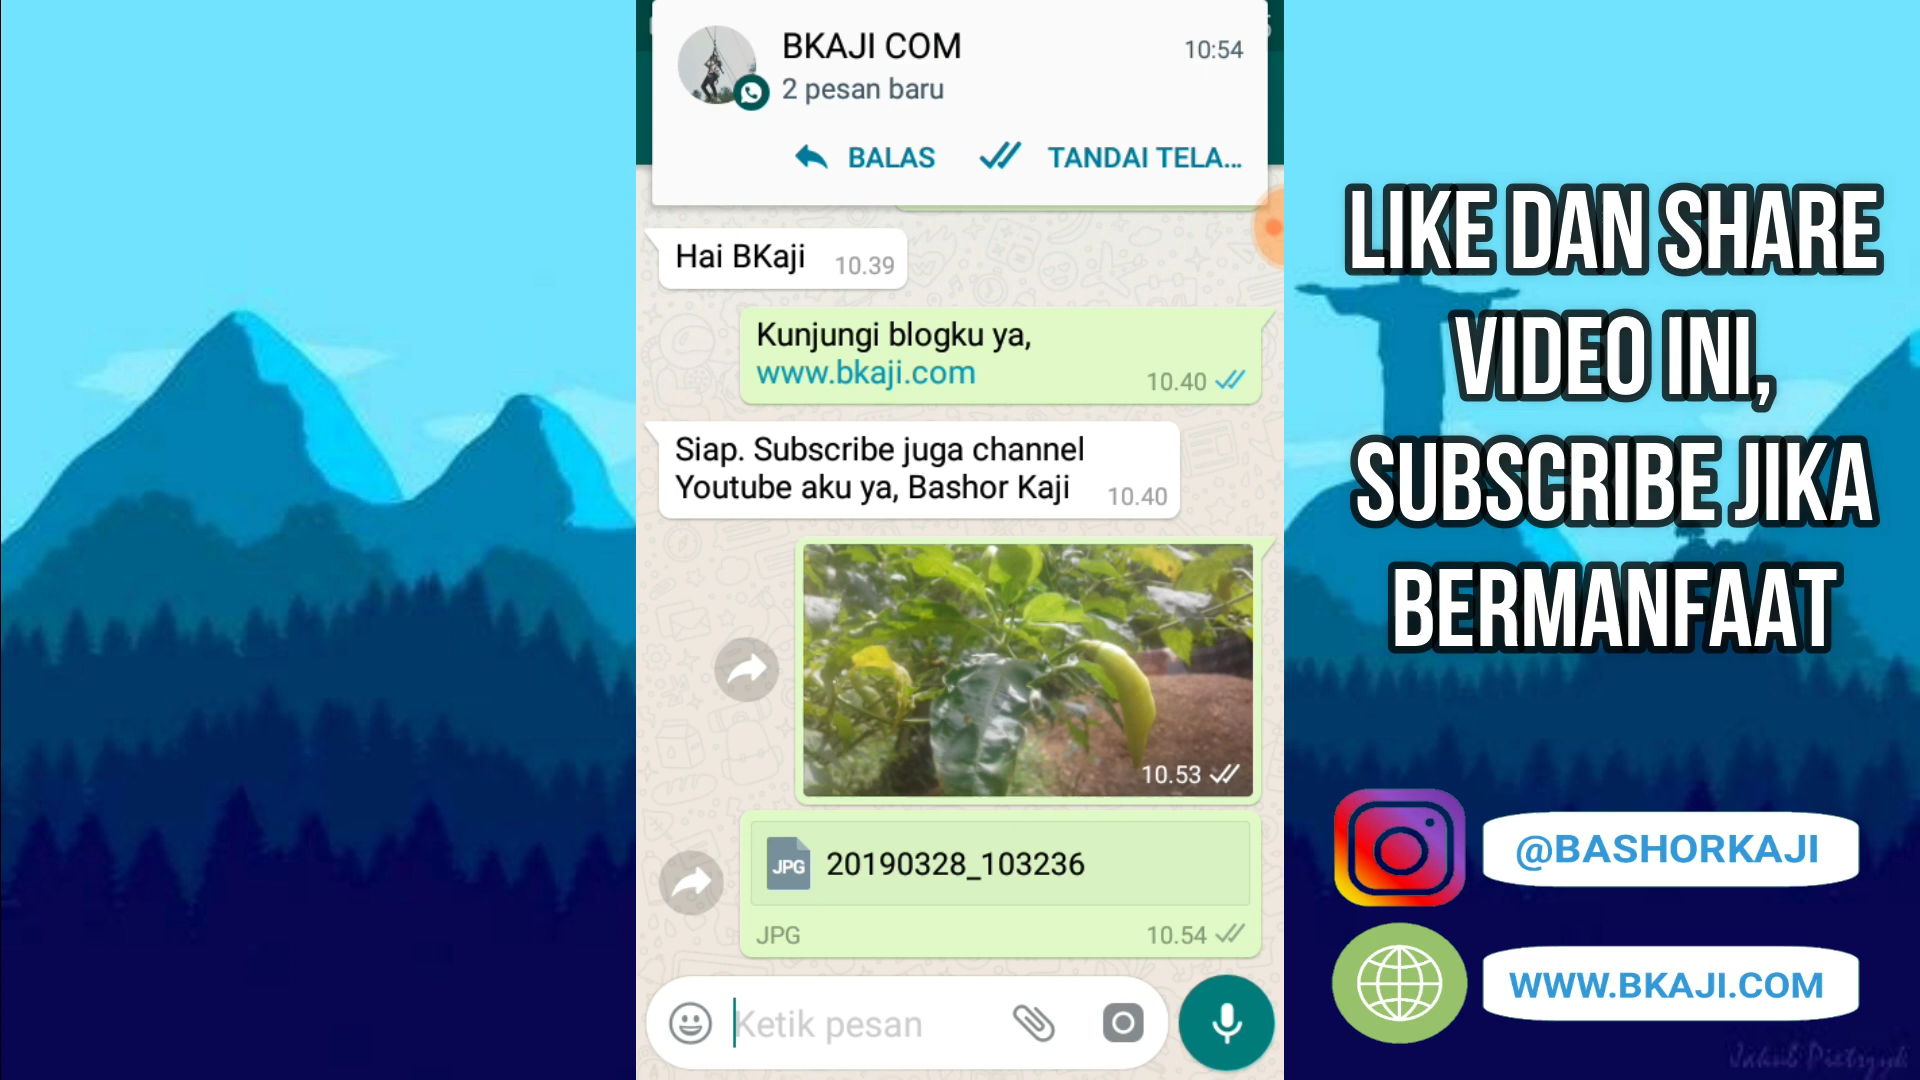 BKAJI COM
10:54
2 pesan baru
BALAS
TANDAI TELA...
Hai BKaji
10.39
Kunjungi blogku ya,
www.bkaji.com
10.40
Siap. Subscribe juga channel
Youtube aku ya, Bashor Kaji
10.40
10.53
JPG
20190328_103236
JPG
10.54
Ketik pesan
LIKE DAN SHARE
VIDEO INI,
SUBSCRIBE JIKA
BERMANFAAT
@BASHORKAJI
WWW.BKAJI.COM